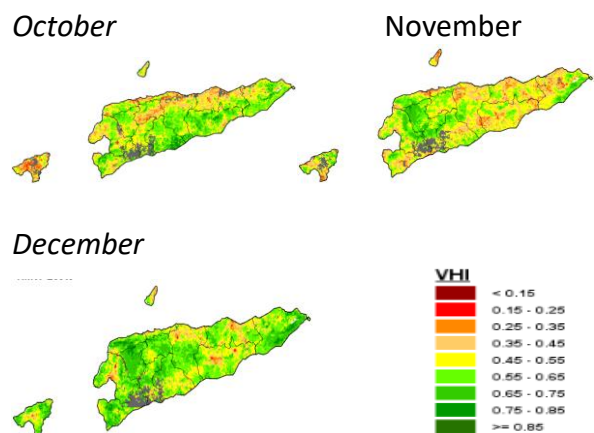 October
November
December
VHI
< 0.15
0.15 - 0.25
0.25 - 0.35
0.35 - 0.45
0.45 - 0.55
0.55 - 0.65
0.65 - 0.75
0.75 - 0.85
>= 0.85